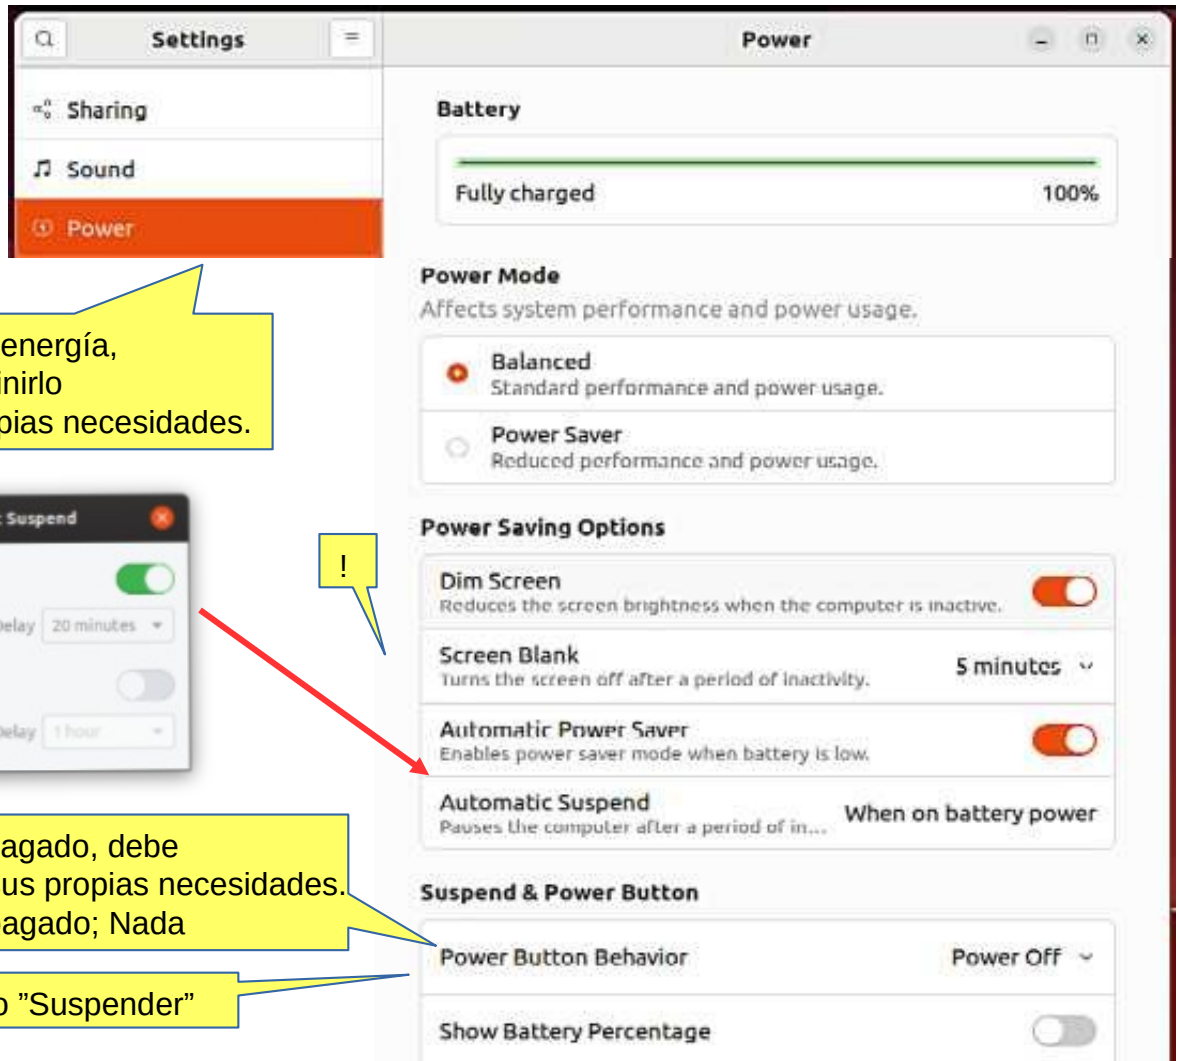 Settings
Power
Sharing
Sound
Power
Battery
Fully charged 100%
energía,
inirlo
pias necesidades.
Power Mode
Affects system performance and power usage.
Balanced
Standard performance and power usage.
Power Saver
Reduced performance and power usage.
Suspend
elay 20 minutes
elay 1 hour
!
Power Saving Options
Dim Screen
Reduces the screen brightness when the computer is inactive.
Screen Blank 5 minutes
Turns the screen off after a period of inactivity.
Automatic Power Saver
Enables power saver mode when battery is low.
Automatic Suspend When on battery power
Pauses the computer after a period of in...
agado, debe
sus propias necesidades.
pagado; Nada
o ”Suspender”
Suspend & Power Button
Power Button Behavior Power Off
Show Battery Percentage